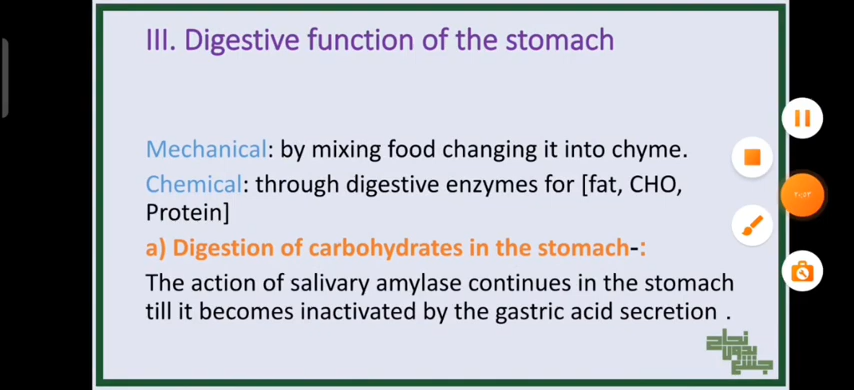 III. Digestive function of the stomach
Mechanical: by mixing food changing it into chyme.
Chemical: through digestive enzymes for [fat, CHO,
Protein]
a) Digestion of carbohydrates in the stomach-:
The action of salivary amylase continues in the stomach
till it becomes inactivated by the gastric acid secretion .